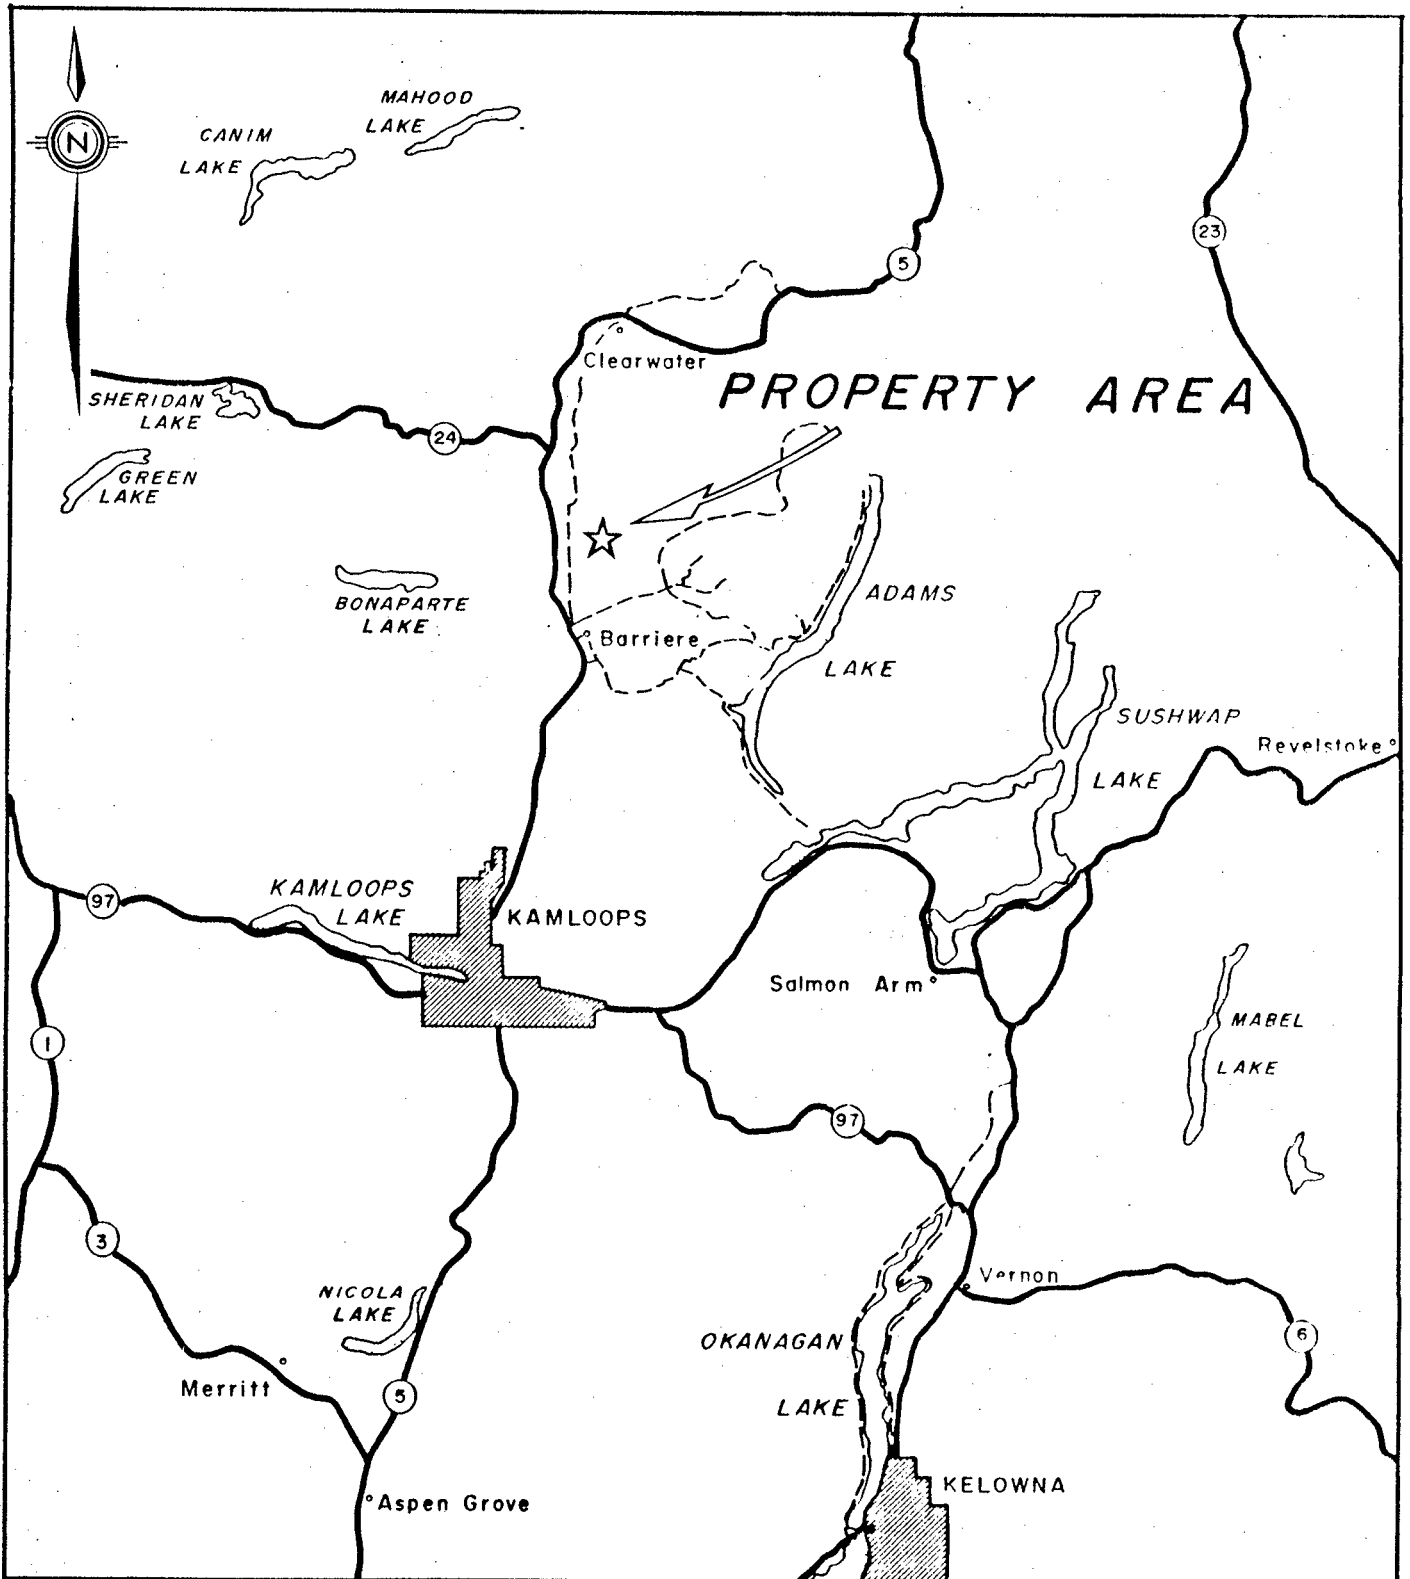 MAHOOD
LAKE
CANIM
LAKE
N
23
5
Clearwater
PROPERTY AREA
SHERIDAN
LAKE
24
GREEN
LAKE
BONAPARTE
LAKE
ADAMS
LAKE
Barriere
SUSHWAP
LAKE
Revelstoke
KAMLOOPS
LAKE
97
KAMLOOPS
Salmon Arm
1
MABEL
LAKE
97
3
Vernon
NICOLA
LAKE
OKANAGAN
LAKE
6
Merritt
5
KELOWNA
Aspen Grove